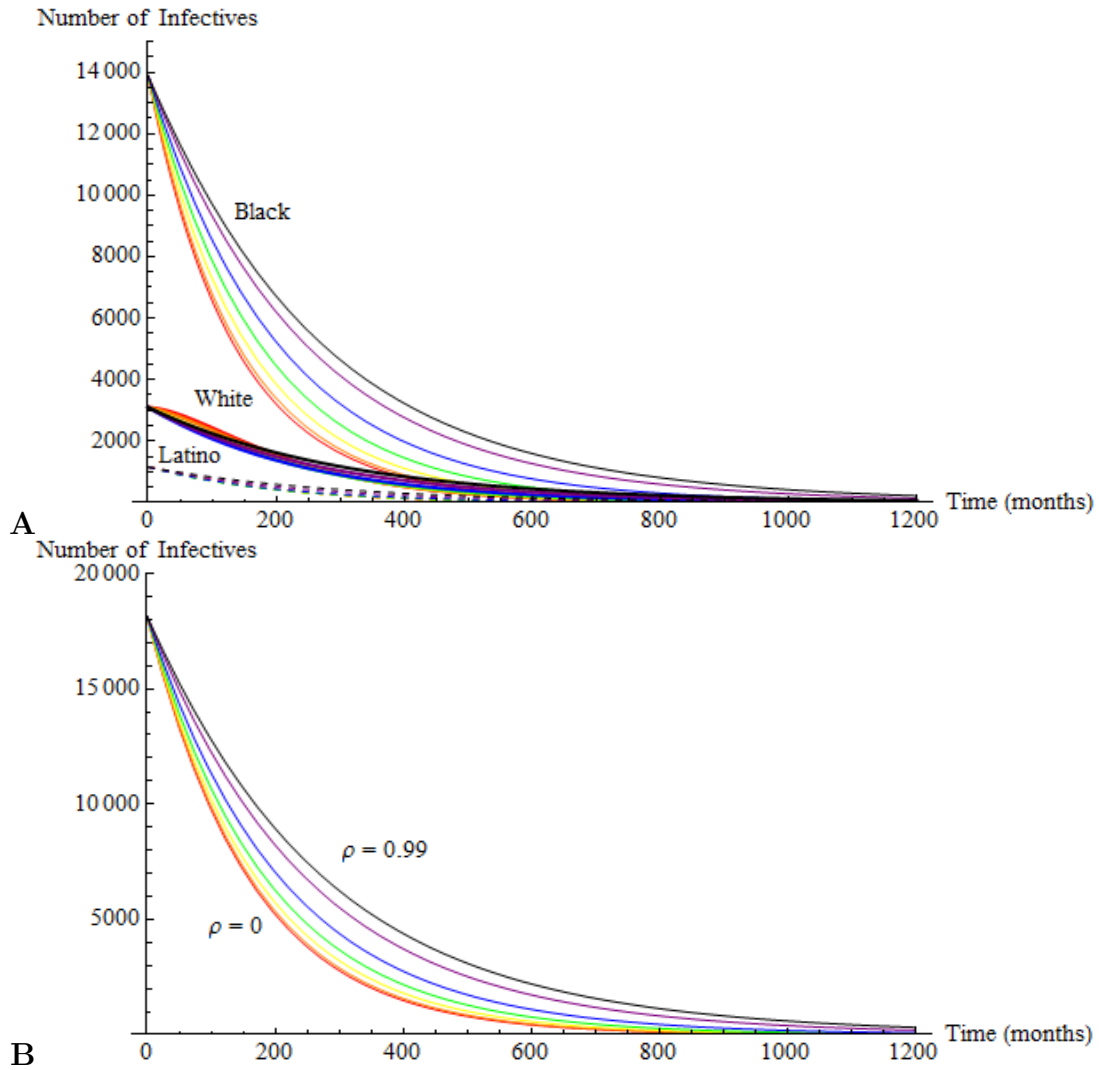 Number of Infectives
14 000
12 000
10 000
Black
8000
6000
4000
White
2000
Latino
0 200 400 600 800 1000 1200 Time (months)
A
Number of Infectives
20 000
15 000
10 000
ρ = 0.99
5000
ρ = 0
0 200 400 600 800 1000 1200 Time (months)
B